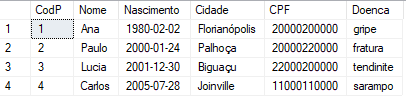 CodP Nome Nascimento Cidade CPF Doenca
1 1 Ana 1980-02-02 Florianópolis 20000200000 gripe
2 2 Paulo 2000-01-24 Palhoça 20000220000 fratura
3 3 Lucia 2001-12-30 Biguaçu 22000200000 tendinite
4 4 Carlos 2005-07-28 Joinville 11000110000 sarampo